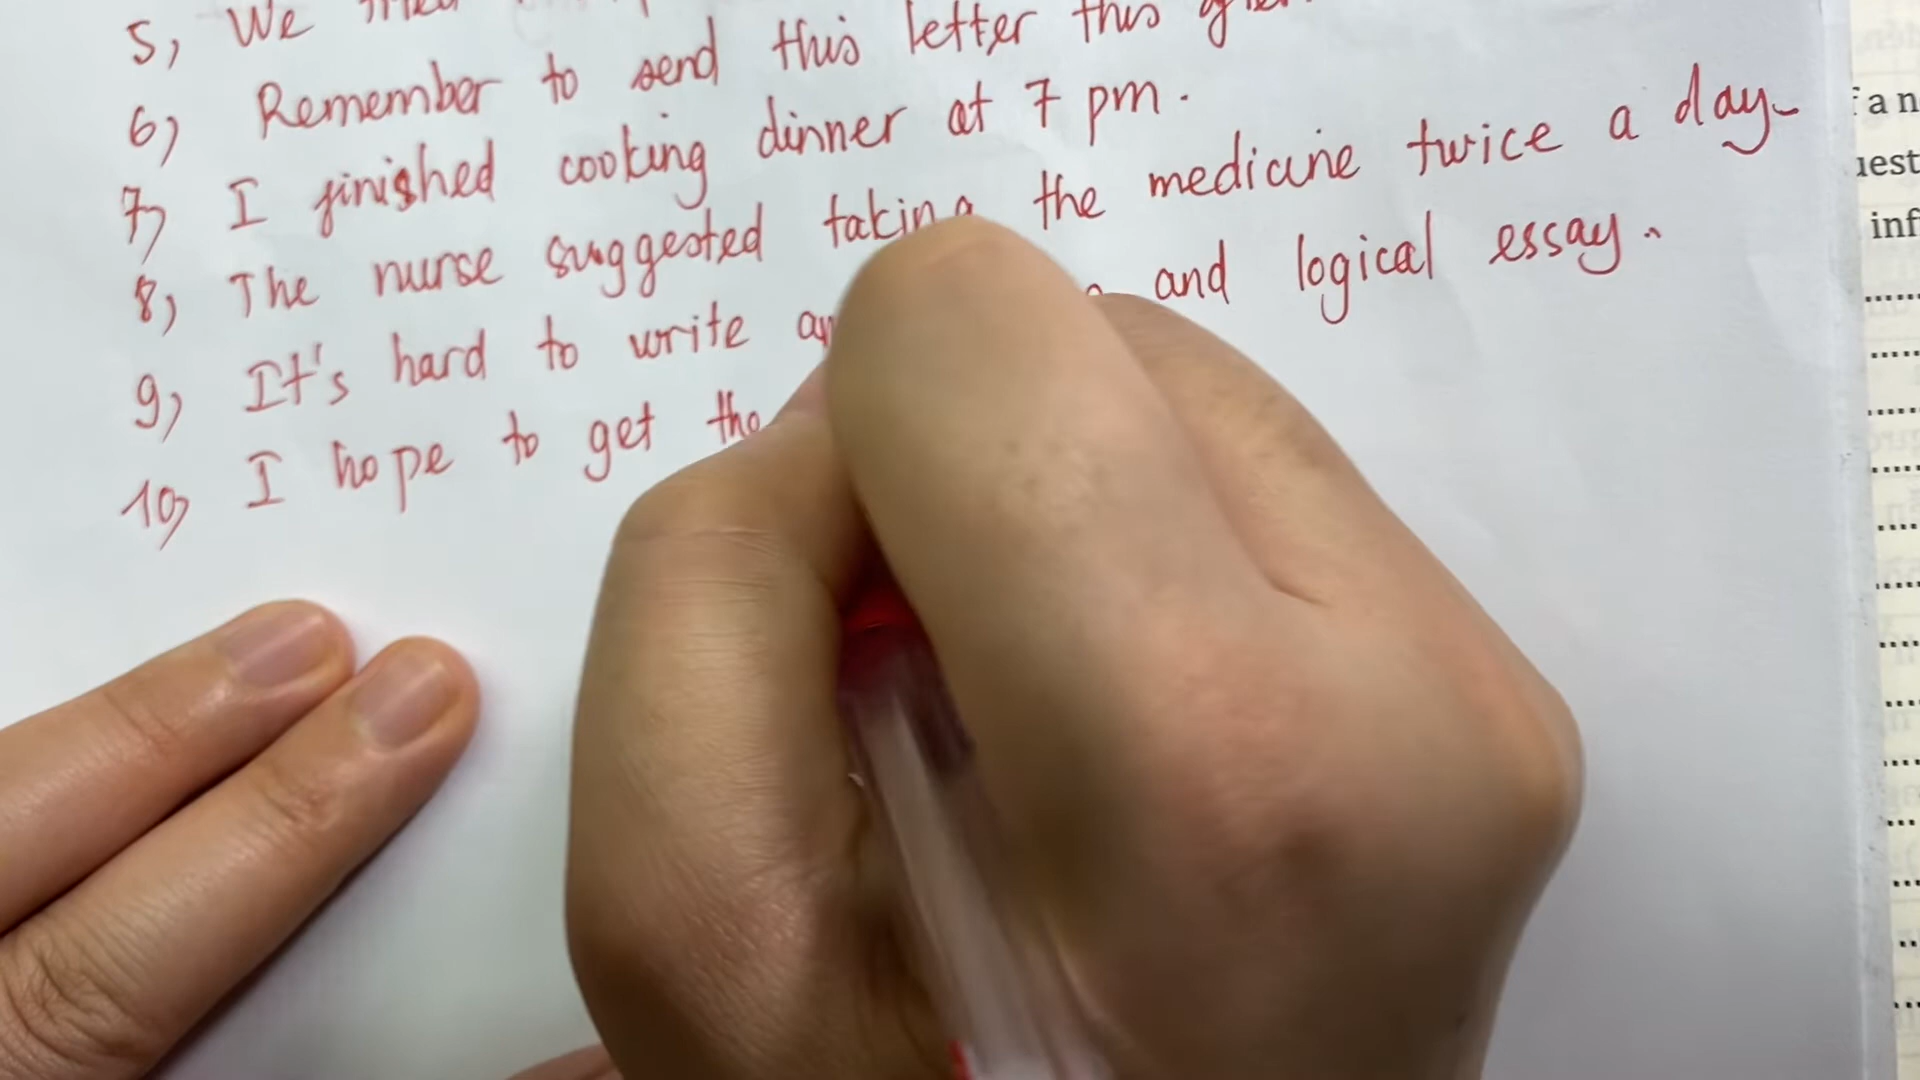 5) We tried
6) Remember to send this letter this
7) I finished cooking dinner at 7 pm.
8) The nurse suggested taking the medicine twice a day.
9) It's hard to write and logical essay.
10) I hope to get the